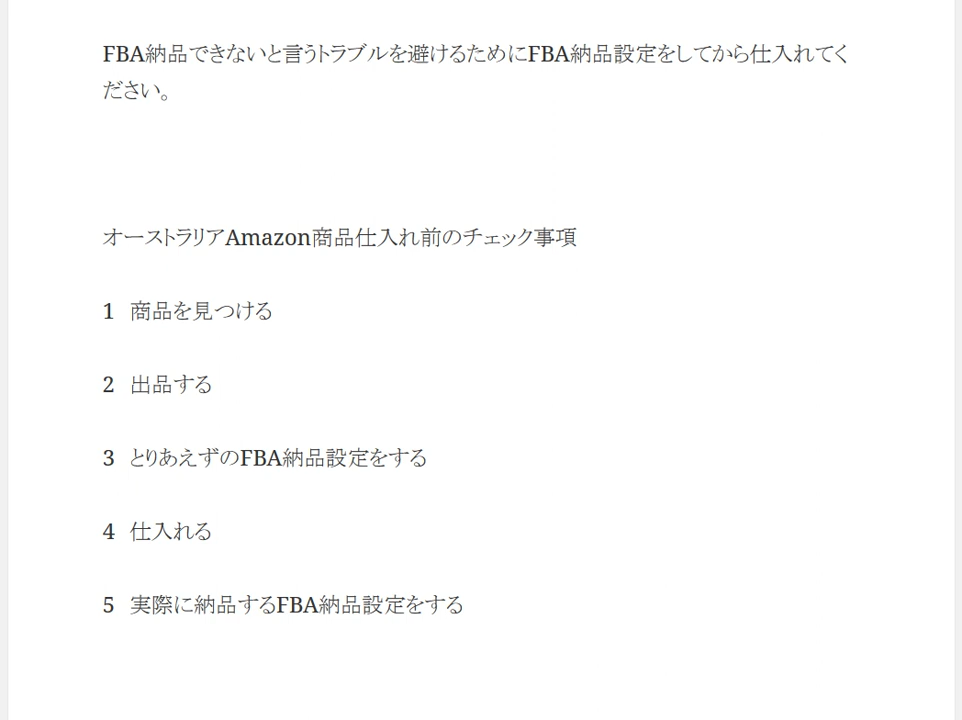 FBA納品できないと言うトラブルを避けるためにFBA納品設定をしてから仕入れてく
ださい。
オーストラリアAmazon商品仕入れ前のチェック事項
1 商品を見つける
2 出品する
3 とりあえずのFBA納品設定をする
4 仕入れる
5 実際に納品するFBA納品設定をする